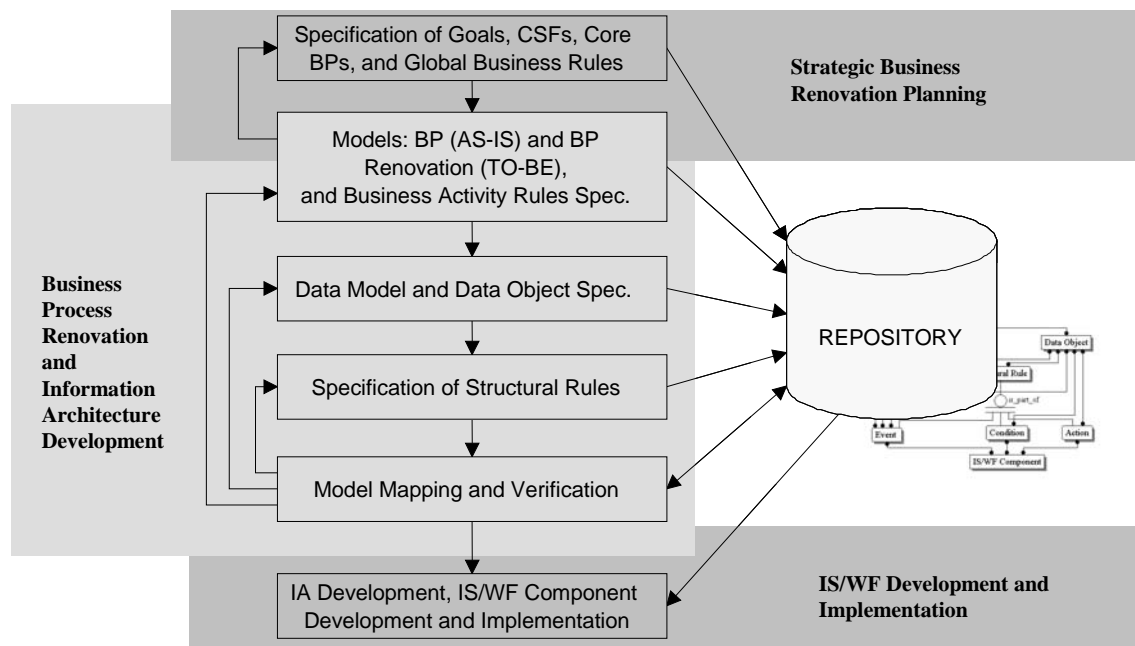 Specification of Goals, CSFs, Core
BPs, and Global Business Rules
Strategic Business
Renovation Planning
Models: BP (AS-IS) and BP
Renovation (TO-BE),
and Business Activity Rules Spec.
Business
Process
Renovation
and
Information
Architecture
Development
Data Model and Data Object Spec.
REPOSITORY
Data Object
Specification of Structural Rules
Rule
is_part_of
Event
Condition
Action
IS/WF Component
Model Mapping and Verification
IA Development, IS/WF Component
Development and Implementation
IS/WF Development and
Implementation